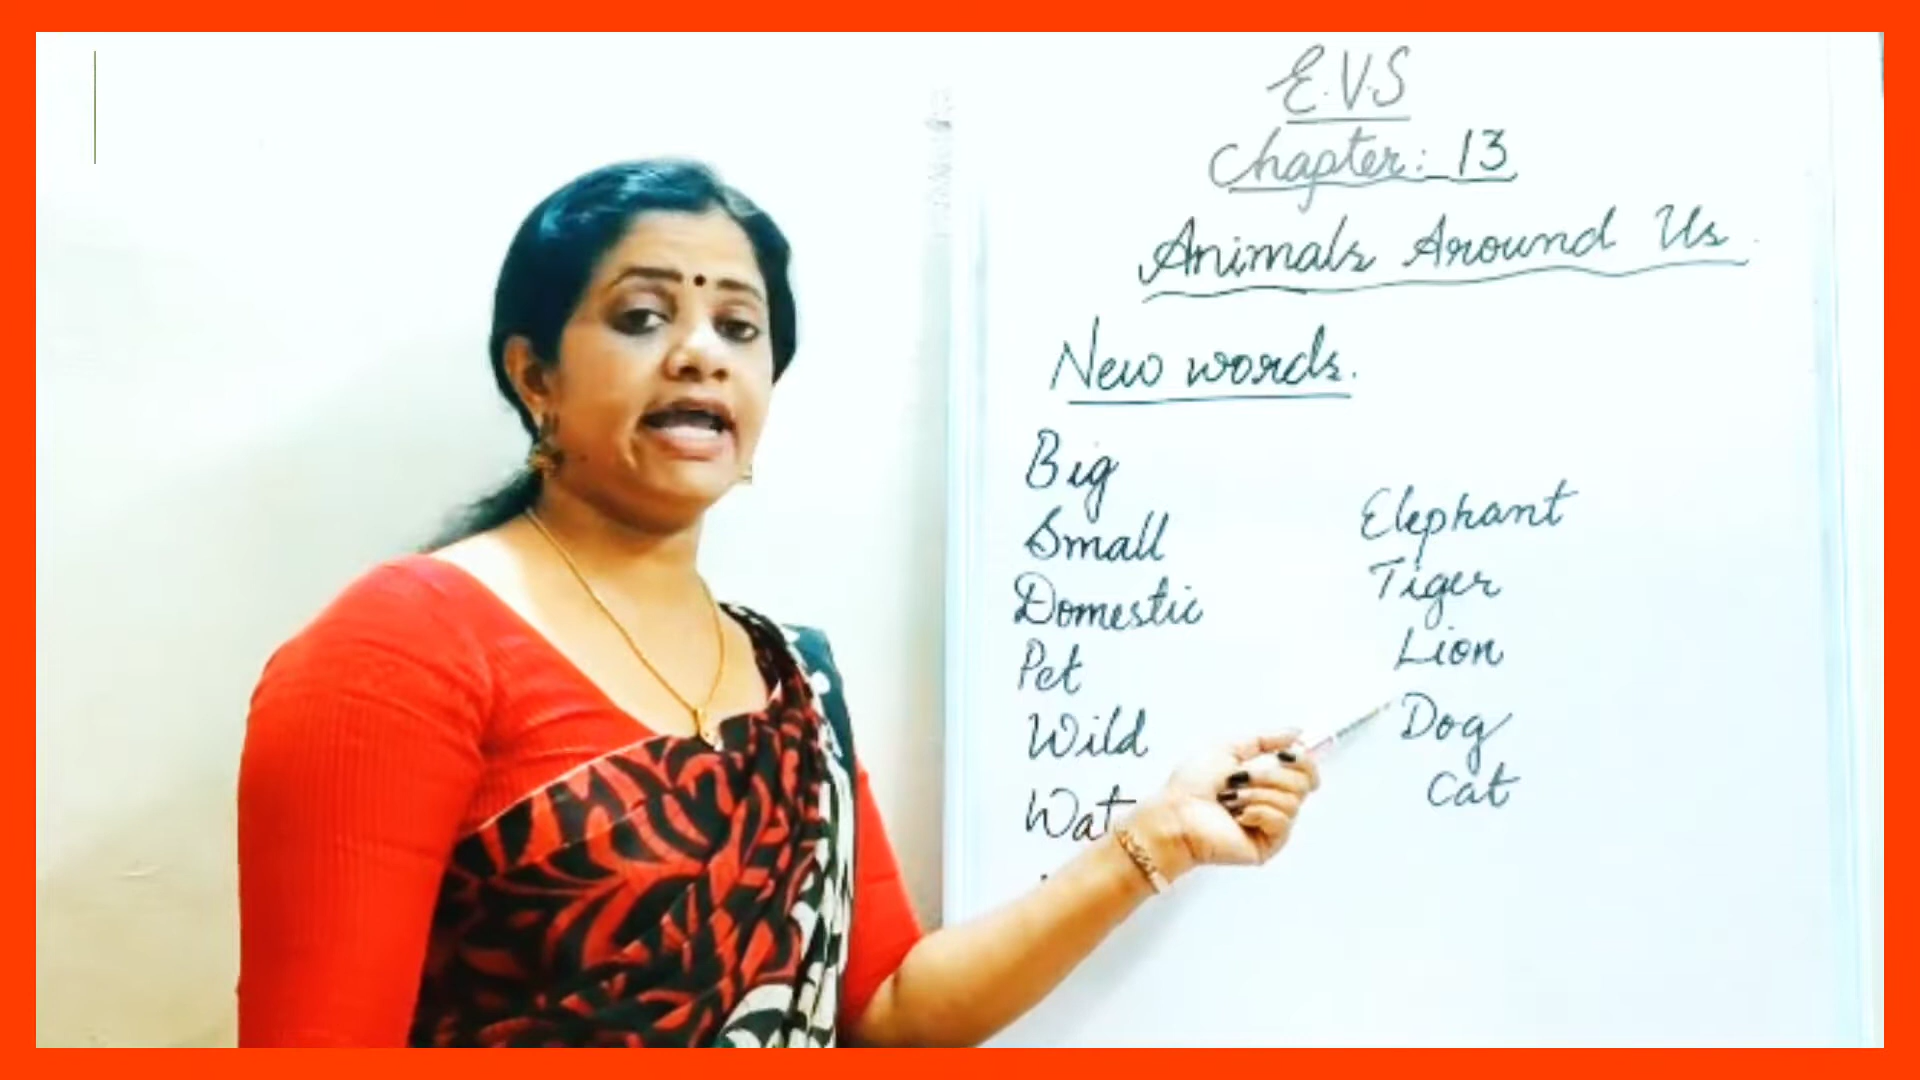 E.V.S
Chapter: 13
Animals Around Us
New words.
Big
Small
Domestic
Pet
Wild
Wat
Elephant
Tiger
Lion
Dog
Cat